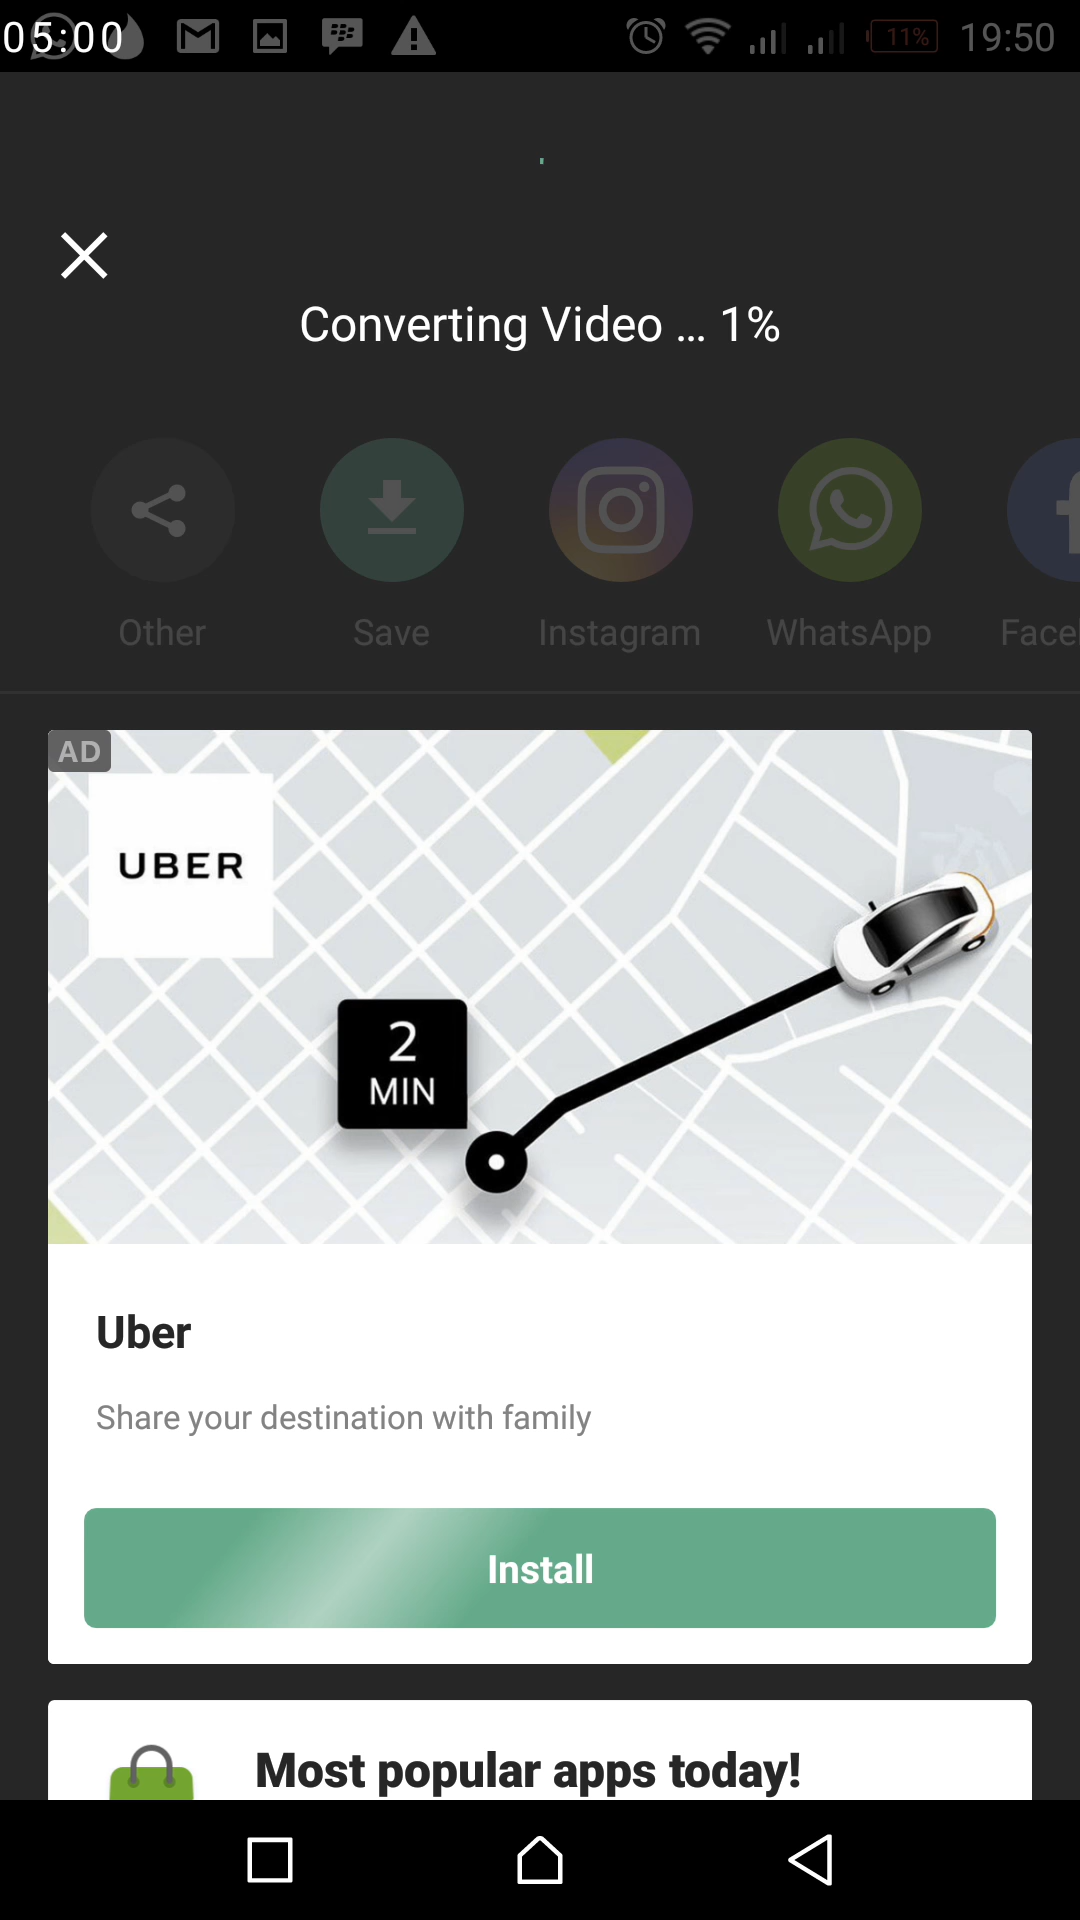 05:00
11%
19:50
Converting Video ... 1%
Other
Save
Instagram
WhatsApp
Face
AD
UBER
2
MIN
Uber
Share your destination with family
Install
Most popular apps today!